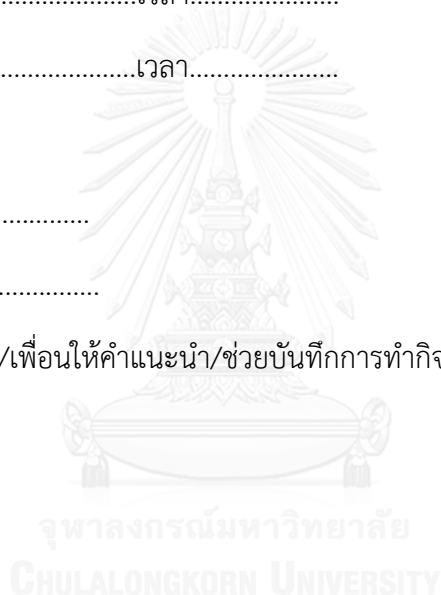 .....................เวลา.......................
.....................เวลา.......................
..............
................
/เพื่อนให้คำแนะนำ/ช่วยบันทึกการทำกิจ
จุฬาลงกรณ์มหาวิทยาลัย
CHULALONGKORN UNIVERSITY